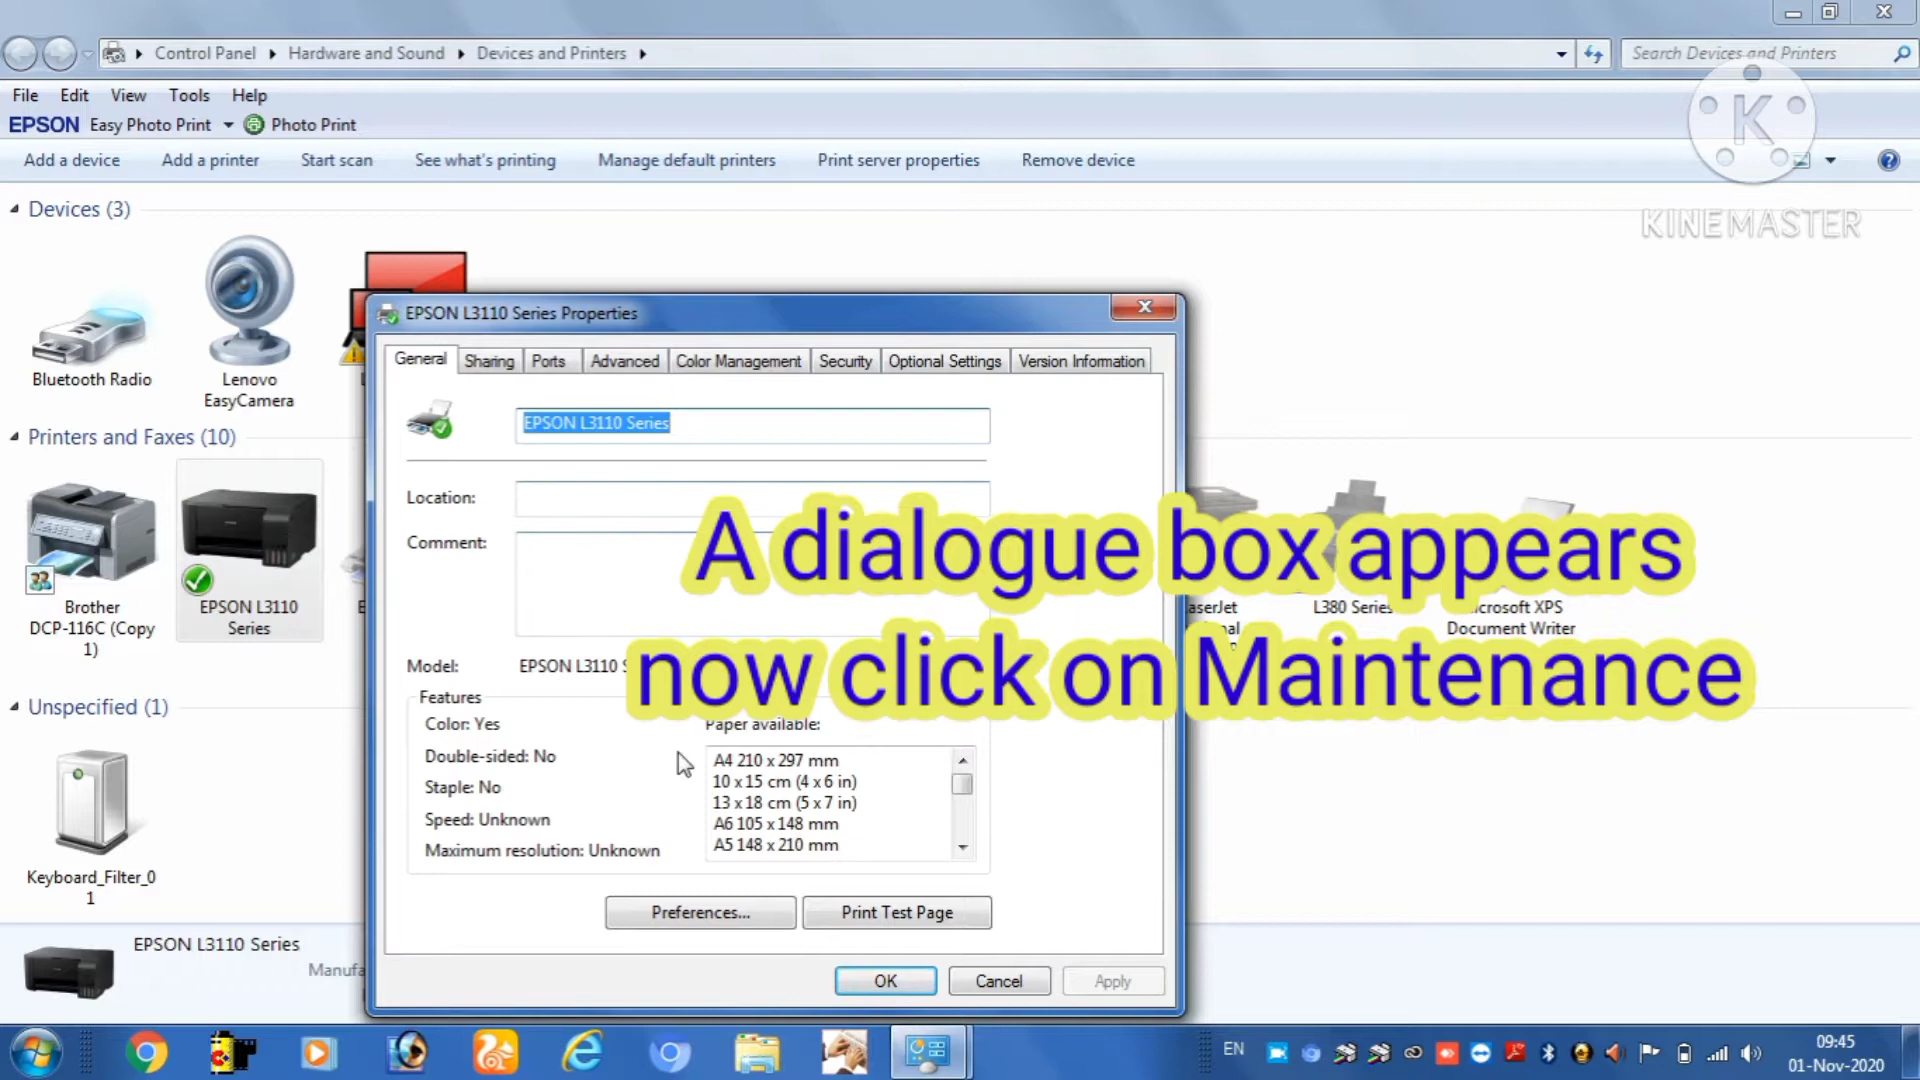 Control Panel
Hardware and Sound
Devices and Printers
Search Devices and Printers
File Edit View Tools Help
EPSON Easy Photo Print Photo Print
Add a device Add a printer Start scan See what's printing Manage default printers Print server properties Remove device
K
KINEMASTER
Devices (3)
Bluetooth Radio
Lenovo
EasyCamera
Printers and Faxes (10)
Brother
DCP-116C (Copy
1)
EPSON L3110
Series
L380 Series
Document Writer
Unspecified (1)
Keyboard_Filter_0
1
EPSON L3110 Series
EPSON L3110 Series Properties
General Sharing Ports Advanced Color Management Security Optional Settings Version Information
EPSON L3110 Series
Location:
Comment:
A dialogue box appears
now click on Maintenance
Model: EPSON L3110
Features
Color: Yes
Double-sided: No
Staple: No
Speed: Unknown
Maximum resolution: Unknown
Paper available:
A4 210 x 297 mm
10 x 15 cm (4 x 6 in)
13 x 18 cm (5 x 7 in)
A6 105 x 148 mm
A5 148 x 210 mm
Preferences... Print Test Page
OK Cancel Apply
EN
09:45
01-Nov-2020